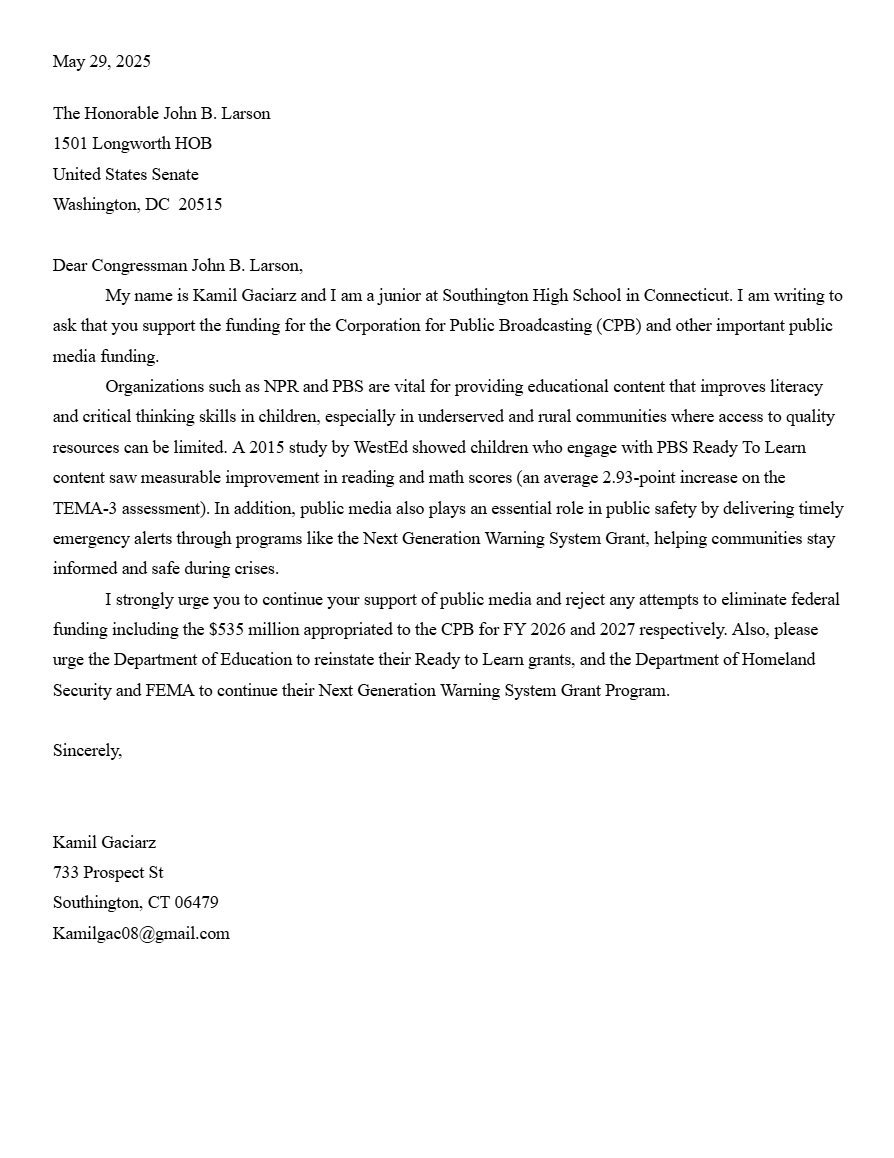 May 29, 2025
The Honorable John B. Larson
1501 Longworth HOB
United States Senate
Washington, DC  20515
Dear Congressman John B. Larson,
My name is Kamil Gaciarz and I am a junior at Southington High School in Connecticut. I am writing to
ask that you support the funding for the Corporation for Public Broadcasting (CPB) and other important public
media funding.
Organizations such as NPR and PBS are vital for providing educational content that improves literacy
and critical thinking skills in children, especially in underserved and rural communities where access to quality
resources can be limited. A 2015 study by WestEd showed children who engage with PBS Ready To Learn
content saw measurable improvement in reading and math scores (an average 2.93-point increase on the
TEMA-3 assessment). In addition, public media also plays an essential role in public safety by delivering timely
emergency alerts through programs like the Next Generation Warning System Grant, helping communities stay
informed and safe during crises.
I strongly urge you to continue your support of public media and reject any attempts to eliminate federal
funding including the $535 million appropriated to the CPB for FY 2026 and 2027 respectively. Also, please
urge the Department of Education to reinstate their Ready to Learn grants, and the Department of Homeland
Security and FEMA to continue their Next Generation Warning System Grant Program.
Sincerely,
Kamil Gaciarz
733 Prospect St
Southington, CT 06479
Kamilgac08@gmail.com